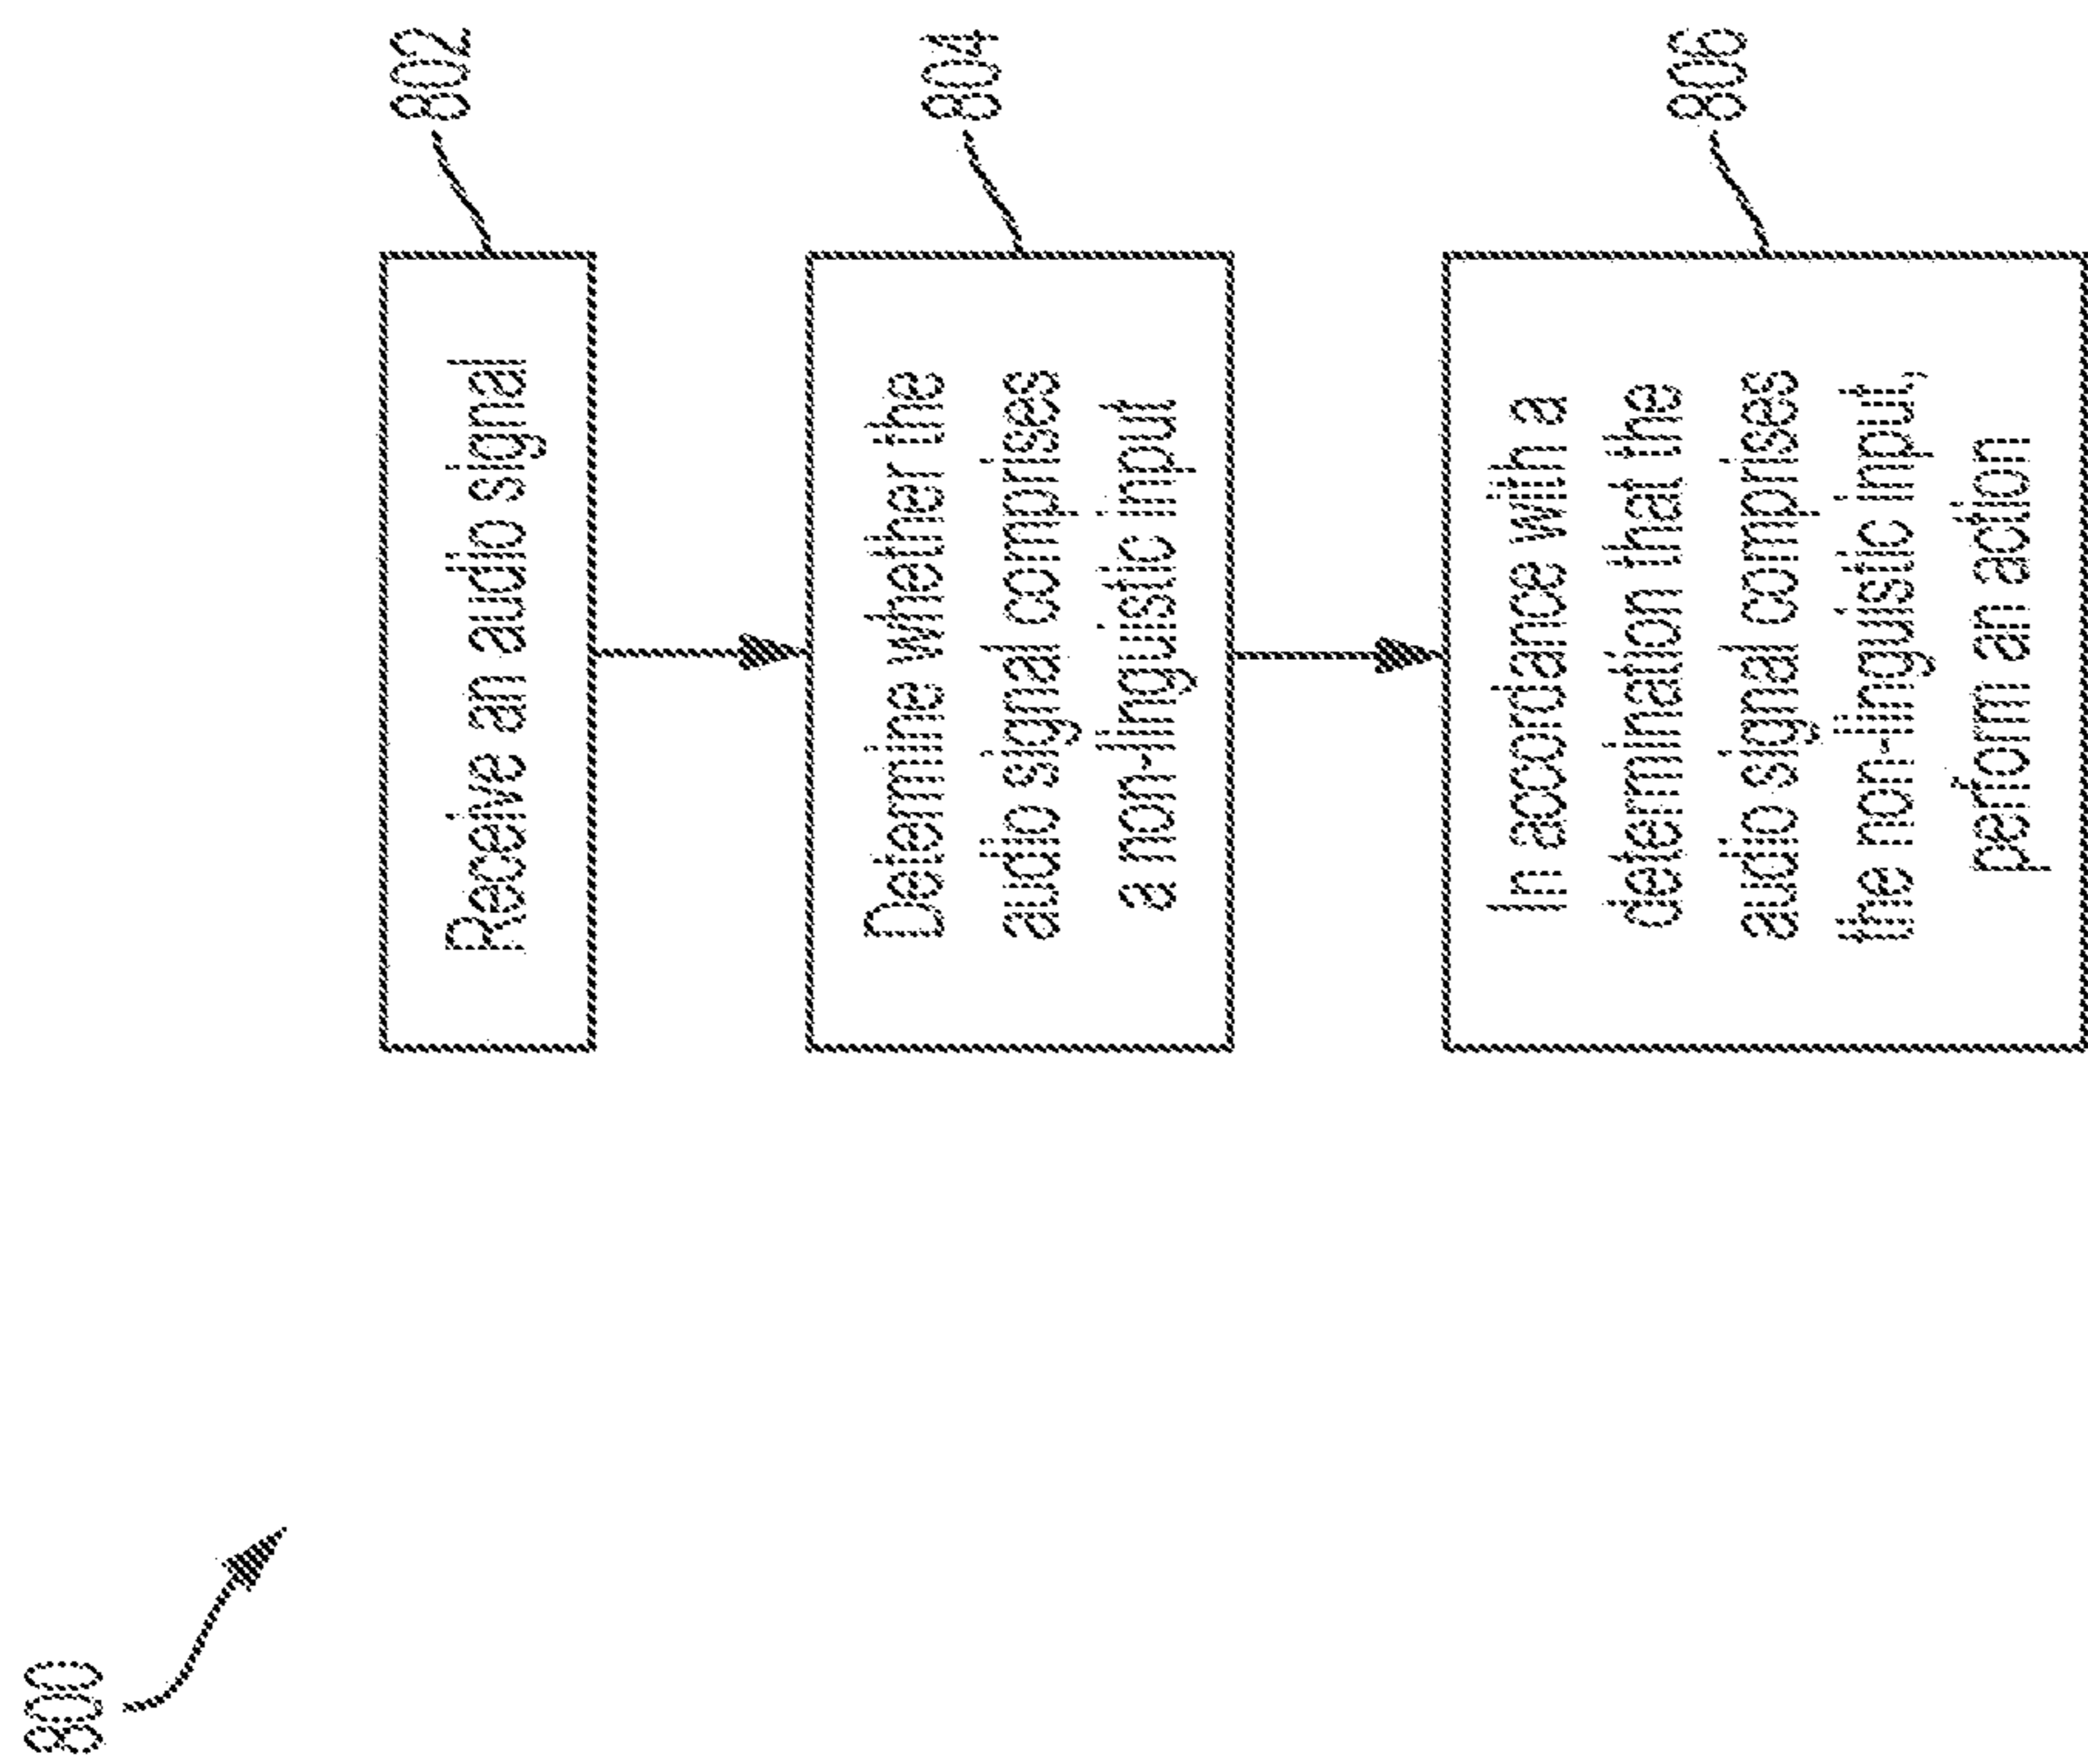 800
Receive an audio signal
802
Determine whether the
audio signal comprises
a non-linguistic input
804
In accordance with a
determination that the
audio signal comprises
the non-linguistic input,
perform an action
806